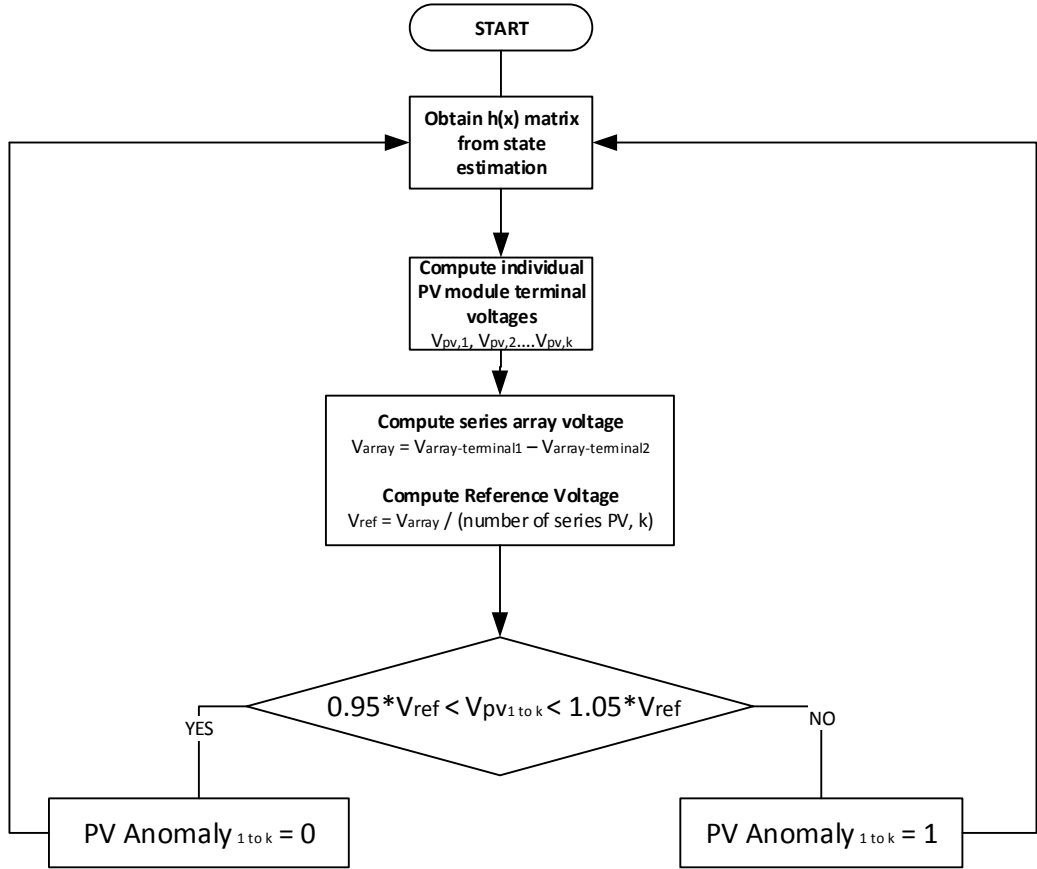 START
Obtain h(x) matrix
from state
estimation
Compute individual
PV module terminal
voltages
Vpv,1, Vpv,2....Vpv,k
Compute series array voltage
Varray = Varray-terminal1 – Varray-terminal2
Compute Reference Voltage
Vref = Varray / (number of series PV, k)
0.95*Vref < Vpv1 to k < 1.05*Vref
YES
NO
PV Anomaly 1 to k = 0
PV Anomaly 1 to k = 1